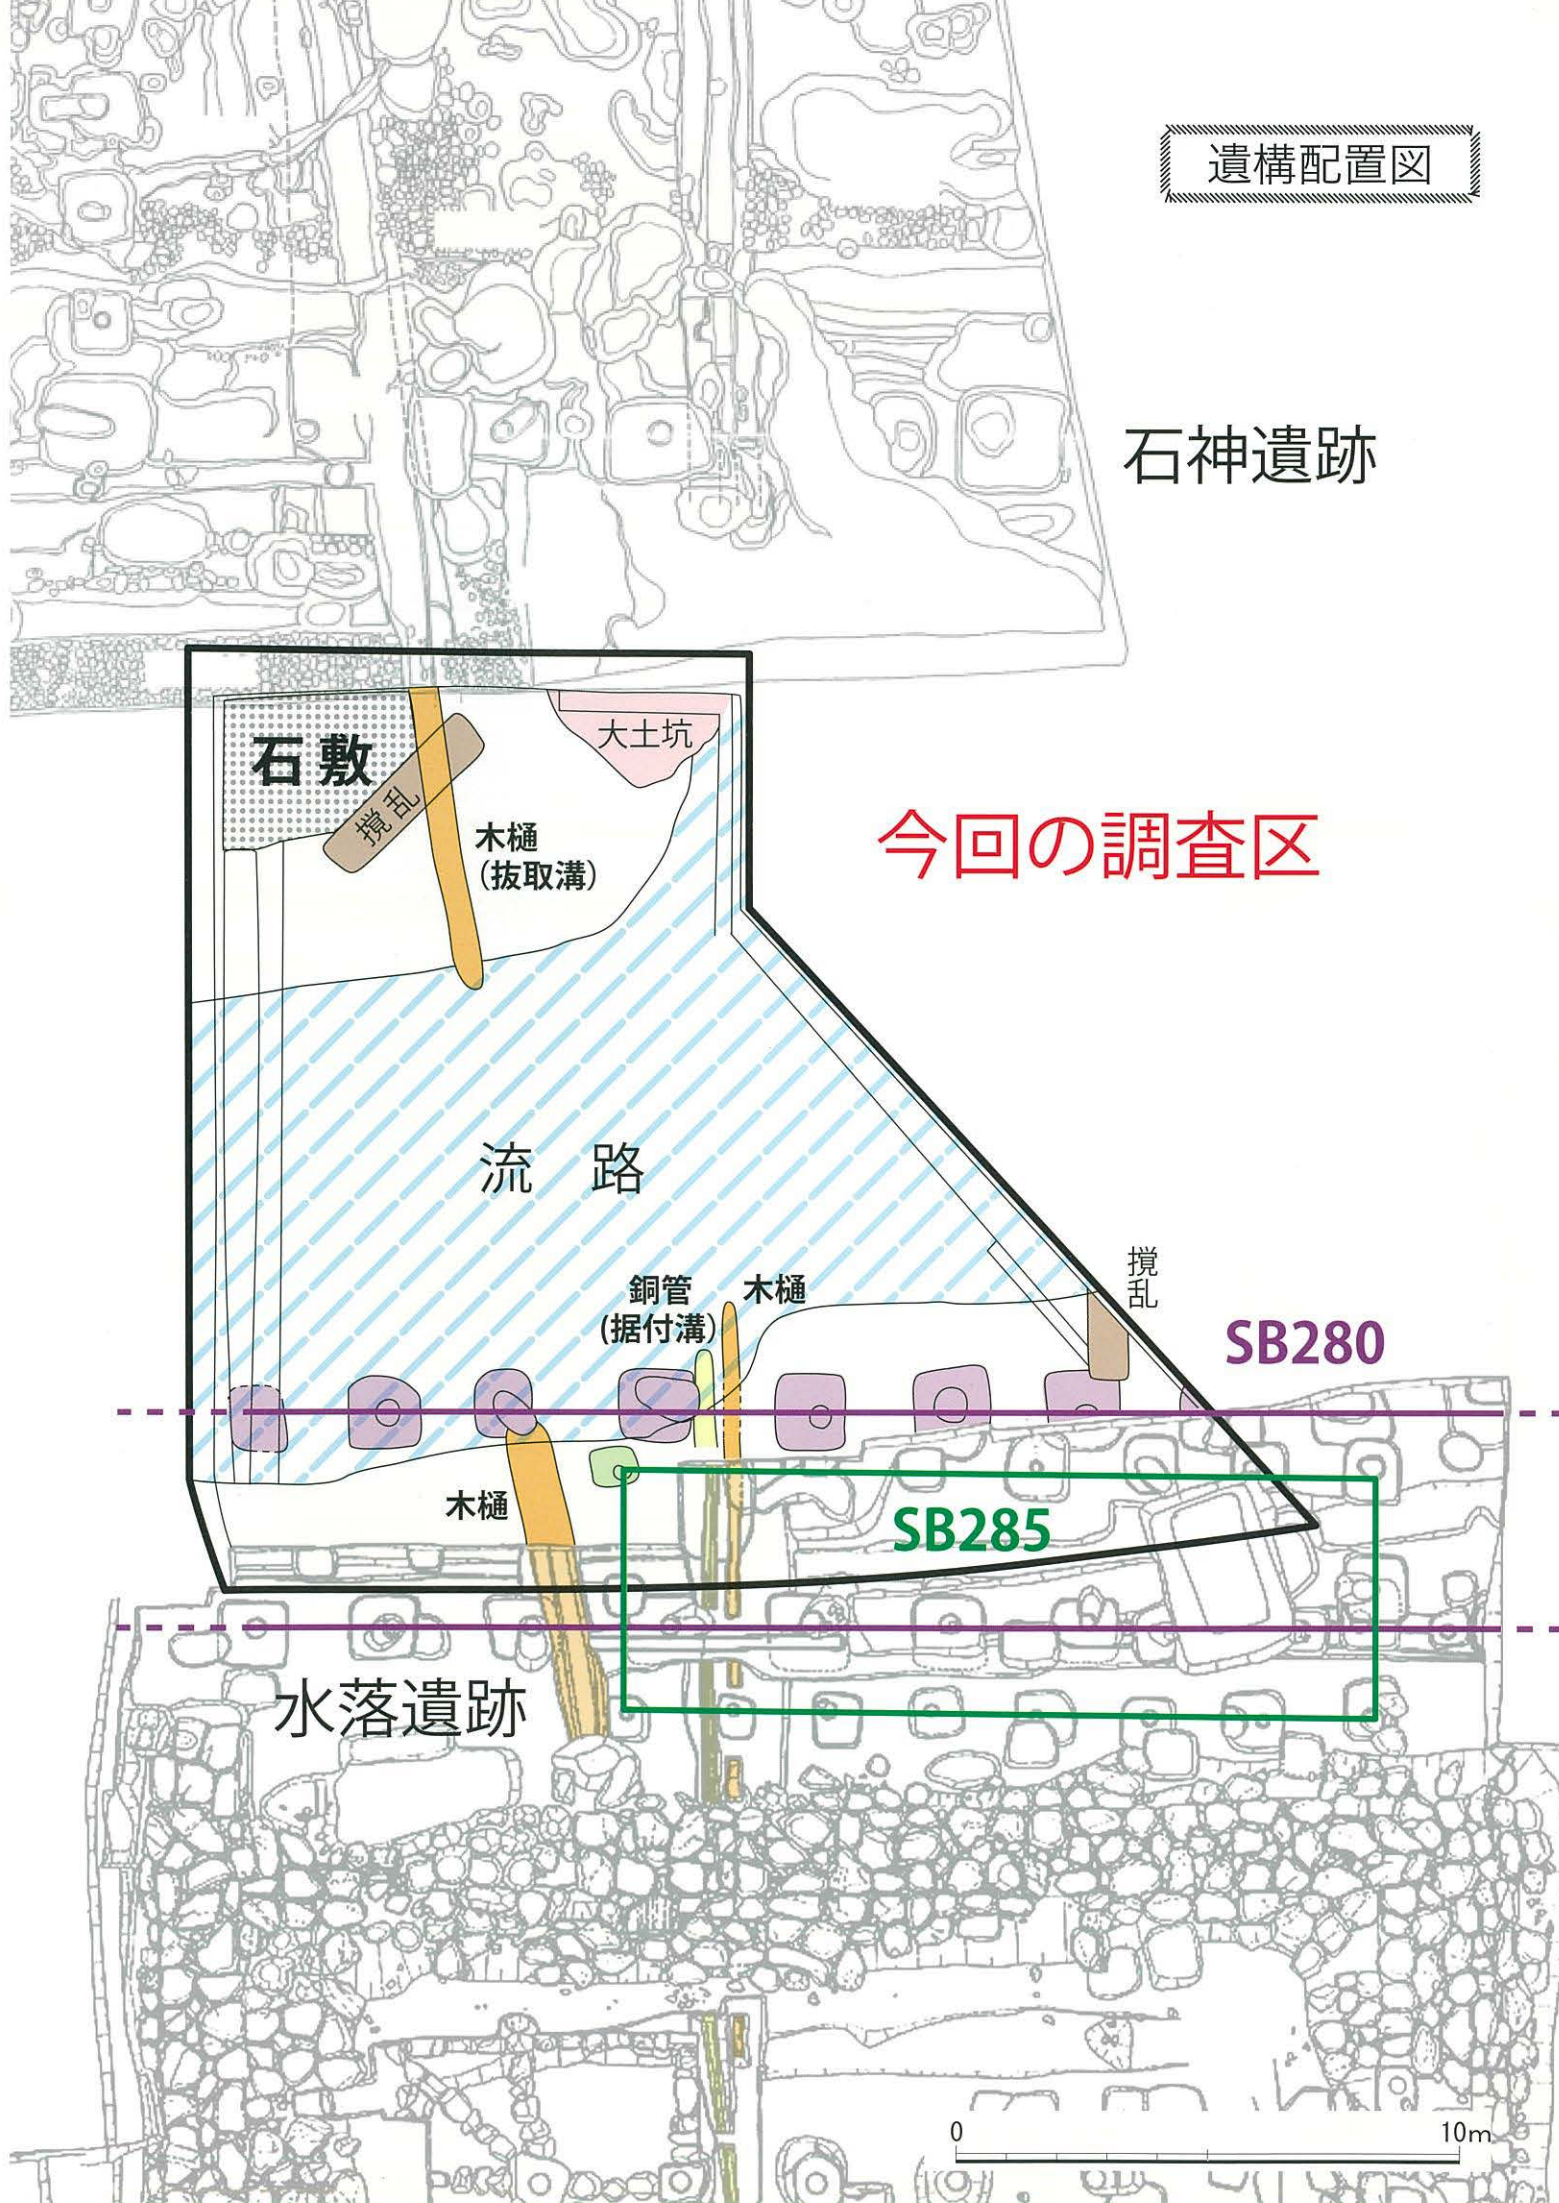 遺構配置図
石神遺跡
石敷
大土坑
攪乱
木樋
(抜取溝)
今回の調査区
流 路
銅管
(据付溝)
木樋
攪乱
SB280
木樋
SB285
水落遺跡
0
10m